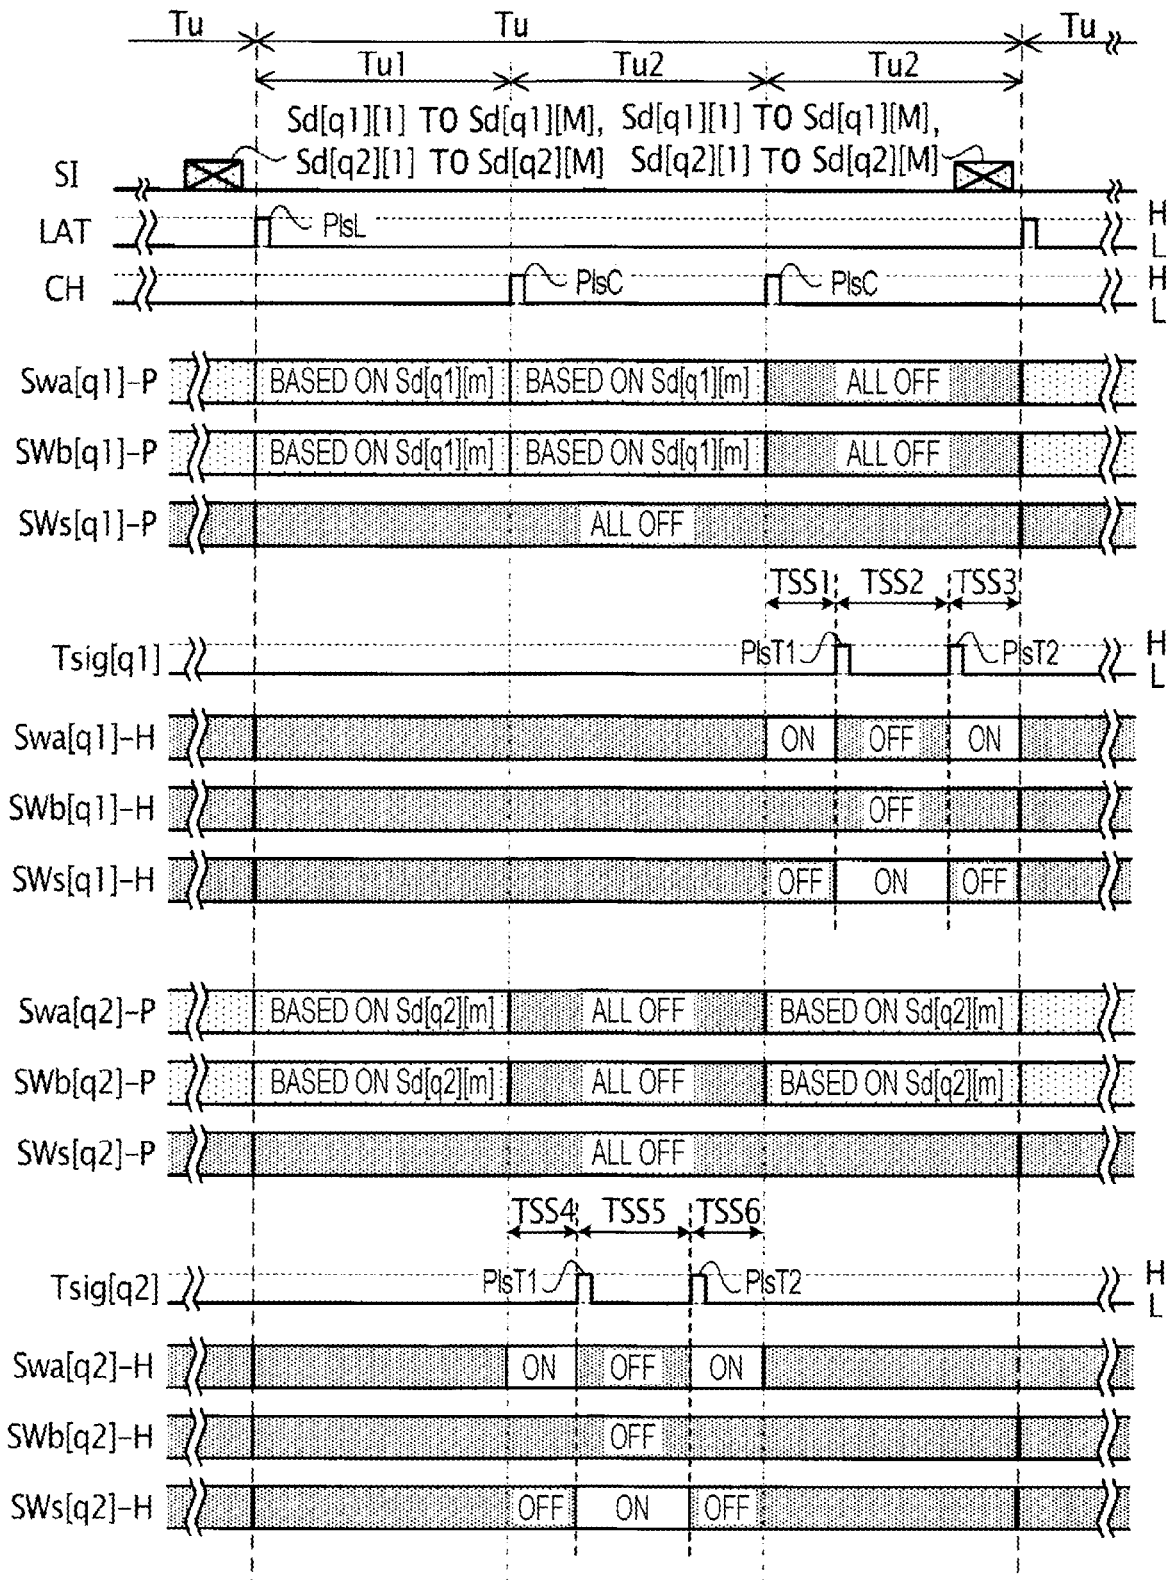 Tu Tu Tu
Tu1 Tu2 Tu2
Sd[q1][1] TO Sd[q1][M], Sd[q1][1] TO Sd[q1][M],
Sd[q2][1] TO Sd[q2][M] Sd[q2][1] TO Sd[q2][M]
SI
LAT PlsL H L
CH PlsC PlsC H L
Swa[q1]-P BASED ON Sd[q1][m] BASED ON Sd[q1][m] ALL OFF
SWb[q1]-P BASED ON Sd[q1][m] BASED ON Sd[q1][m] ALL OFF
SWs[q1]-P ALL OFF
TSS1 TSS2 TSS3
Tsig[q1] PlsT1 PlsT2 H L
Swa[q1]-H ON OFF ON
SWb[q1]-H OFF
SWs[q1]-H OFF ON OFF
Swa[q2]-P BASED ON Sd[q2][m] ALL OFF BASED ON Sd[q2][m]
SWb[q2]-P BASED ON Sd[q2][m] ALL OFF BASED ON Sd[q2][m]
SWs[q2]-P ALL OFF
TSS4 TSS5 TSS6
Tsig[q2] PlsT1 PlsT2 H L
Swa[q2]-H ON OFF ON
SWb[q2]-H OFF
SWs[q2]-H OFF ON OFF